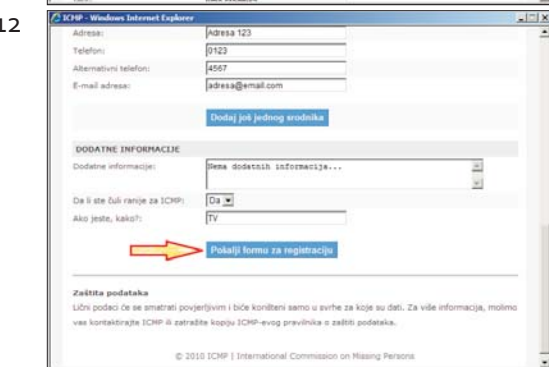 12
ICMP - Windows Internet Explorer
Adresa: Adresa 123
Telefon: 0123
Alternativni telefon: 4567
E-mail adresa: adresa@email.com
Dodaj još jednog srodnika
DODATNE INFORMACIJE
Dodatne informacije: Nema dodatnih informacija...
Da li ste čuli ranije za ICMP: Da
Ako jeste, kako?: TV
Pošalji formu za registraciju
Zaštita podataka
Lični podaci će se smatrati povjerljivim i biće korišteni samo u svrhe za koje su dati. Za više informacija, molimo
vas kontaktirajte ICMP ili zatražite kopiju ICMP-evog pravilnika o zaštiti podataka.
© 2010 ICMP | International Commission on Missing Persons